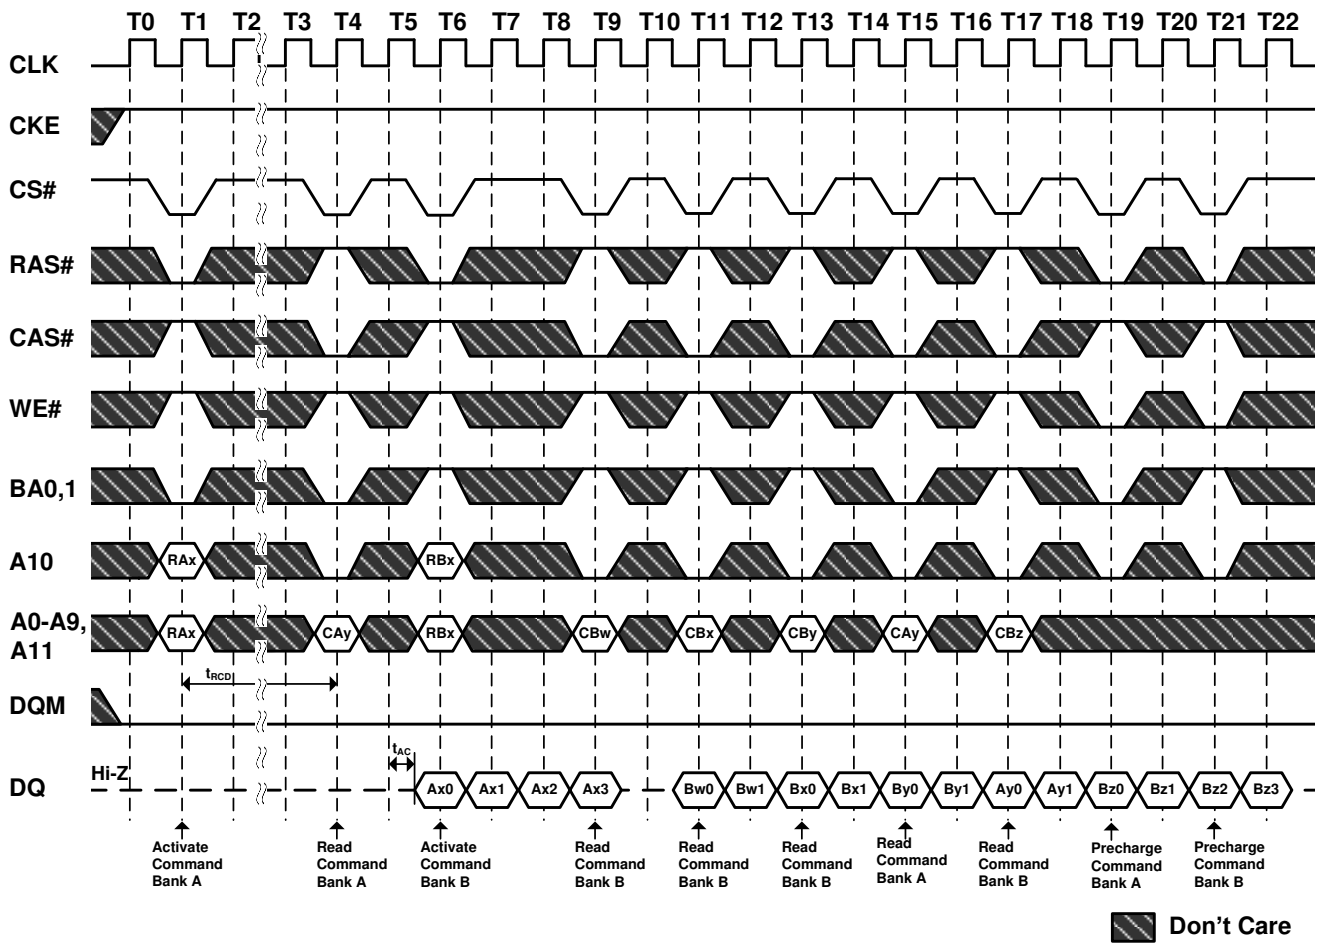 T0 T1 T2 T3 T4 T5 T6 T7 T8 T9 T10 T11 T12 T13 T14 T15 T16 T17 T18 T19 T20 T21 T22
CLK
CKE
CS#
RAS#
CAS#
WE#
BA0,1
A10
RAx RBx
A0-A9,
A11
RAx CAy RBx CBw CBx CBy CAy CBz
tRCD
DQM
tAC
Hi-Z
DQ
Ax0 Ax1 Ax2 Ax3 Bw0 Bw1 Bx0 Bx1 By0 By1 Ay0 Ay1 Bz0 Bz1 Bz2 Bz3
Activate
Command
Bank A
Read
Command
Bank A
Activate
Command
Bank B
Read
Command
Bank B
Read
Command
Bank B
Read
Command
Bank B
Read
Command
Bank A
Read
Command
Bank B
Precharge
Command
Bank A
Precharge
Command
Bank B
Don't Care